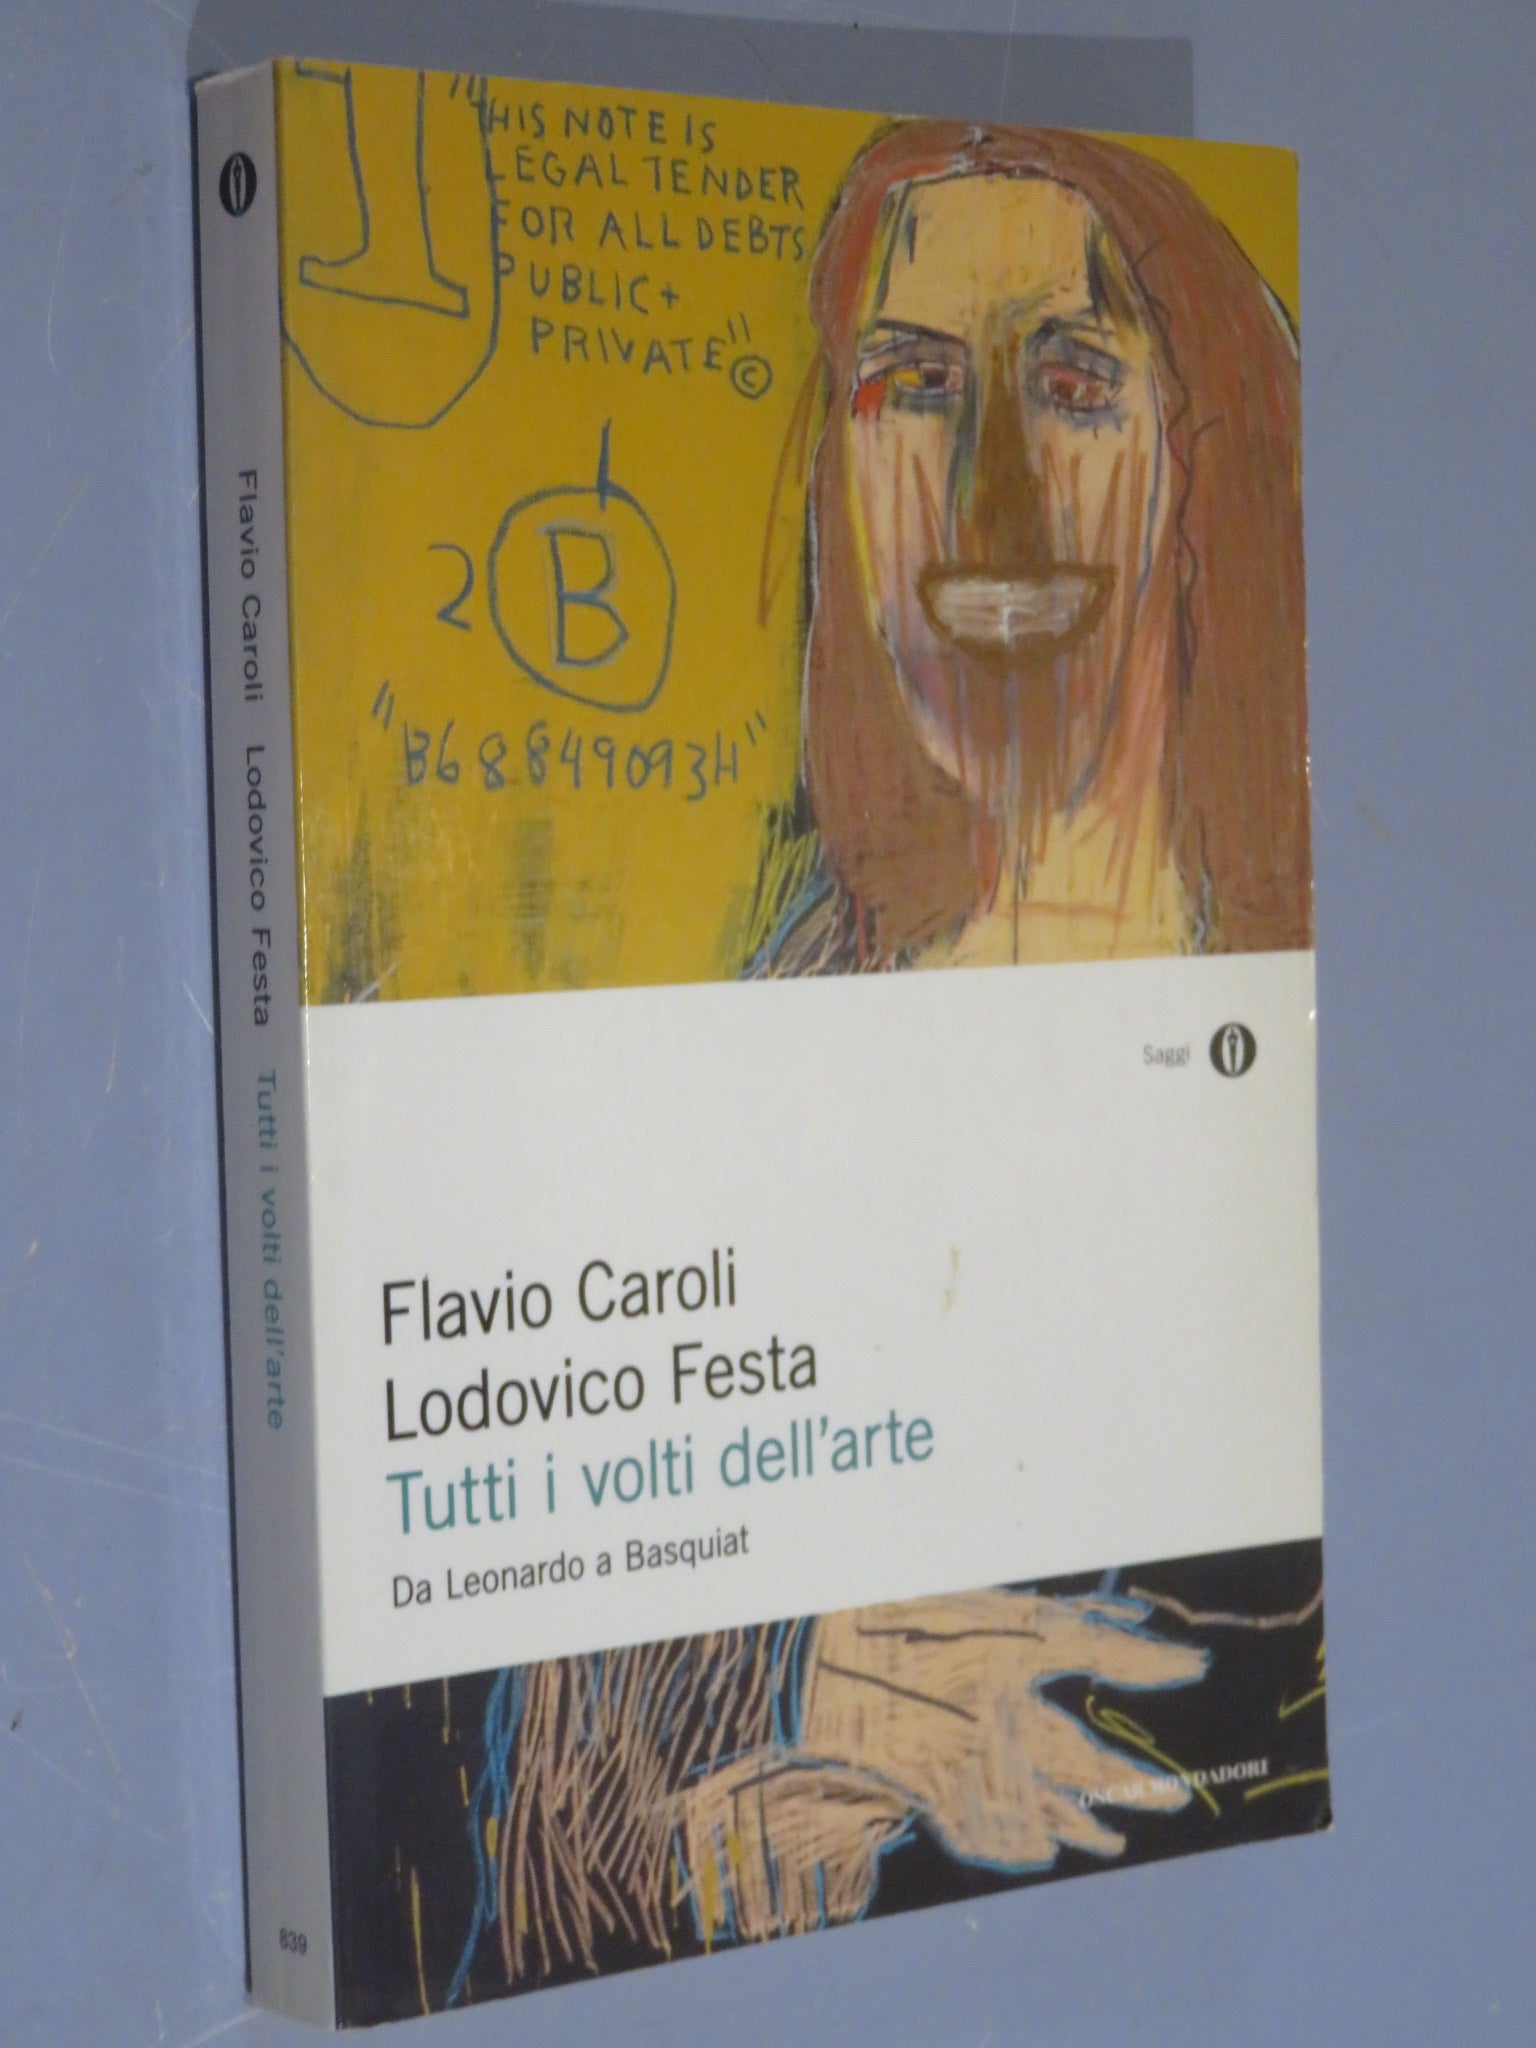 "THIS NOTE IS
LEGAL TENDER
FOR ALL DEBTS
PUBLIC +
PRIVATE" ©
1
2 B
"B68849093H"
Saggi
Flavio Caroli
Lodovico Festa
Tutti i volti dell'arte
Da Leonardo a Basquiat
OSCAR MONDADORI
Flavio Caroli Lodovico Festa Tutti i volti dell'arte
839